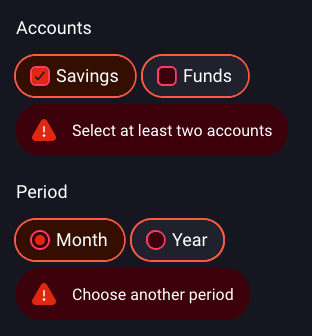 Accounts
Savings Funds
Select at least two accounts
Period
Month Year
Choose another period